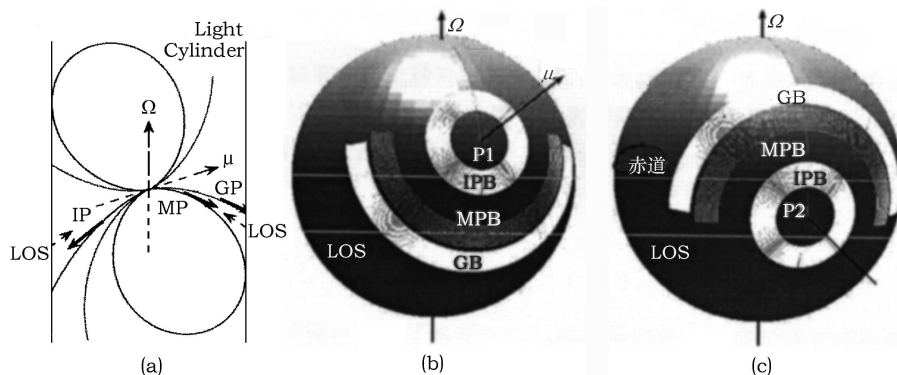 Light
Cylinder
Ω
μ
GP
IP
MP
LOS
LOS
(a)
Ω
μ
P1
IPB
MPB
LOS
GB
(b)
Ω
GB
MPB
赤道
IPB
P2
LOS
(c)